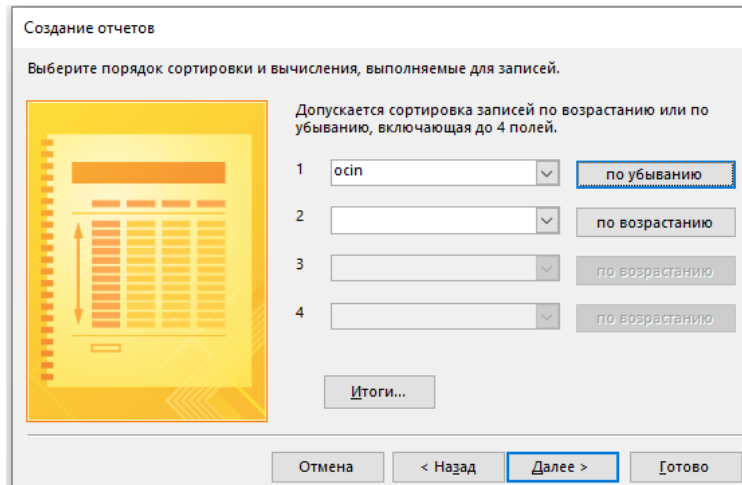 Создание отчетов
Выберите порядок сортировки и вычисления, выполняемые для записей.
Допускается сортировка записей по возрастанию или по
убыванию, включающая до 4 полей.
1 ocin по убыванию
2 по возрастанию
3 по возрастанию
4 по возрастанию
Итоги...
Отмена < Назад Далее > Готово